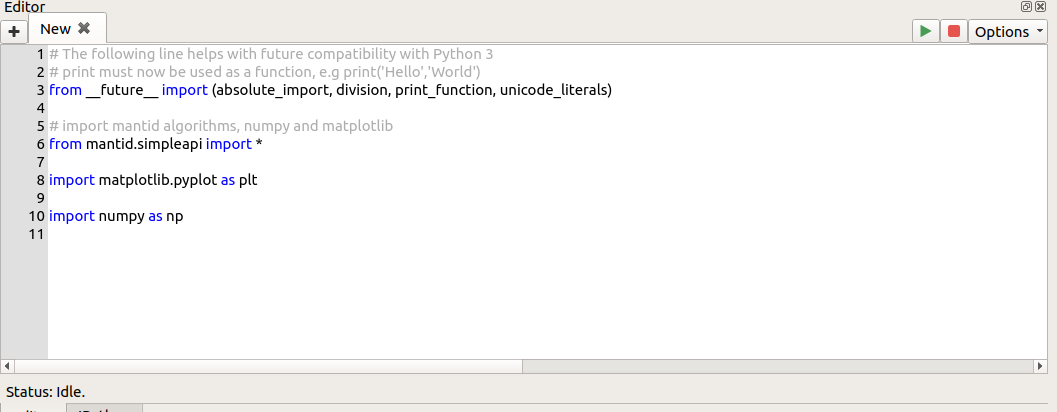 Editor
New
Options
1 # The following line helps with future compatibility with Python 3
2 # print must now be used as a function, e.g print('Hello','World')
3 from __future__ import (absolute_import, division, print_function, unicode_literals)
4
5 # import mantid algorithms, numpy and matplotlib
6 from mantid.simpleapi import *
7
8 import matplotlib.pyplot as plt
9
10 import numpy as np
11
Status: Idle.